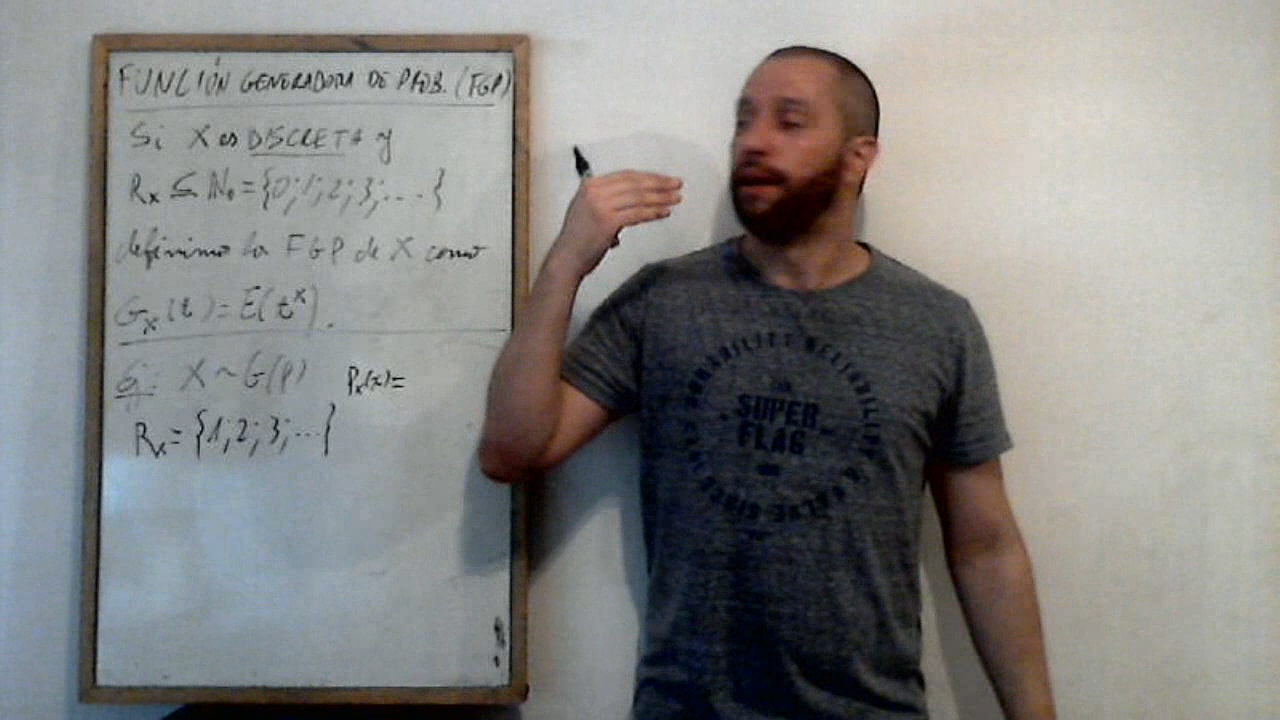 FUNCIÓN GENERADORA DE PROB. (FGP)
Si X es DISCRETA y
Rx ⊆ N₀ = {0; 1; 2; 3; ... }
definimos la FGP de X como
Gx(t) = E(t^x).
Ej: X ~ G(p) Px(x)=
Rx = {1; 2; 3; ... }
SUPER
FLAG